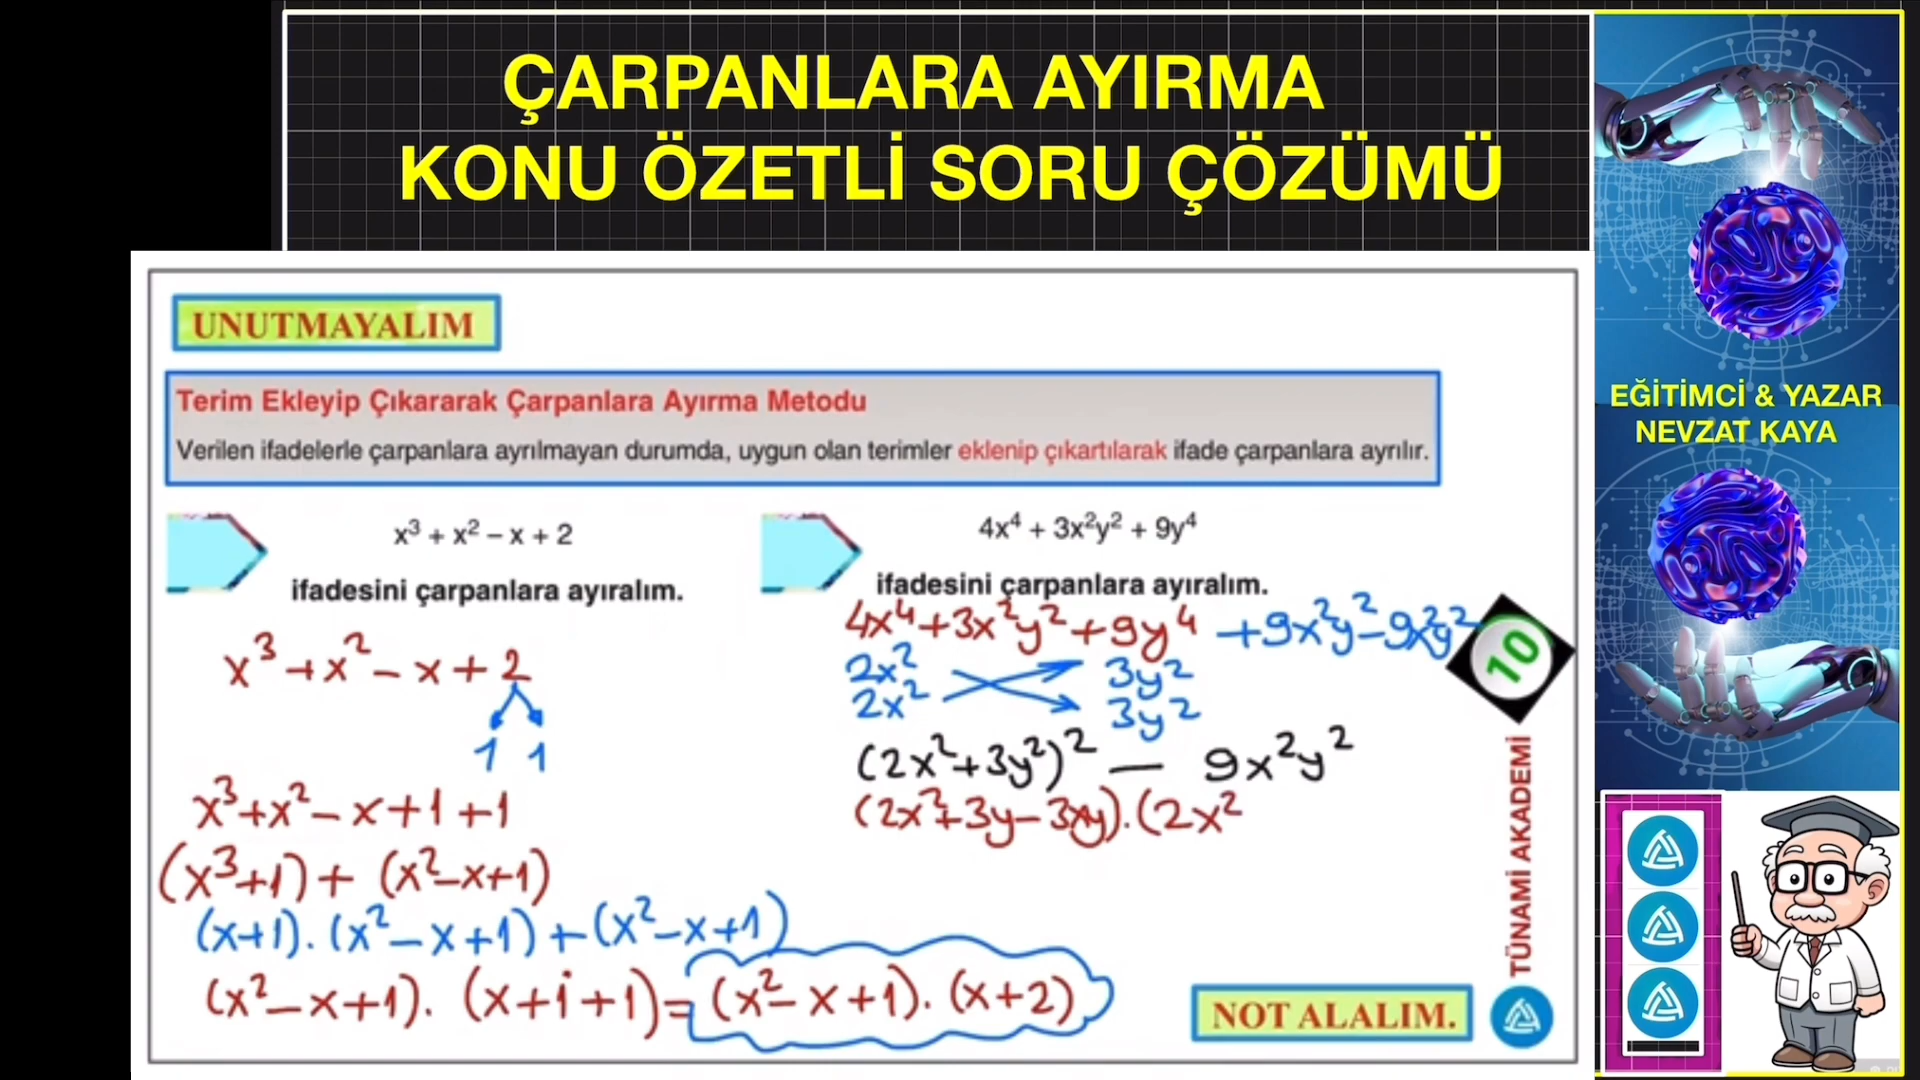 ÇARPANLARA AYIRMA
KONU ÖZETLİ SORU ÇÖZÜMÜ
UNUTMAYALIM
Terim Ekleyip Çıkararak Çarpanlara Ayırma Metodu
Verilen ifadelerle çarpanlara ayrılmayan durumda, uygun olan terimler eklenip çıkartılarak ifade çarpanlara ayrılır.
x³ + x² – x + 2
ifadesini çarpanlara ayıralım.
x³ + x² – x + 2
1 1
x³ + x² – x + 1 + 1
(x³+1) + (x²–x+1)
(x+1). (x²–x+1) + (x²–x+1)
(x²–x+1). (x+1+1) = (x²–x+1). (x+2)
4x⁴ + 3x²y² + 9y⁴
ifadesini çarpanlara ayıralım.
4x⁴+3x²y²+9y⁴ +9x²y²–9x²y²
2x² 3y²
2x² 3y²
(2x²+3y²)² – 9x²y²
(2x²+3y–3xy).(2x²
10
TÜNAMİ AKADEMİ
NOT ALALIM.
EĞİTİMCİ & YAZAR
NEVZAT KAYA